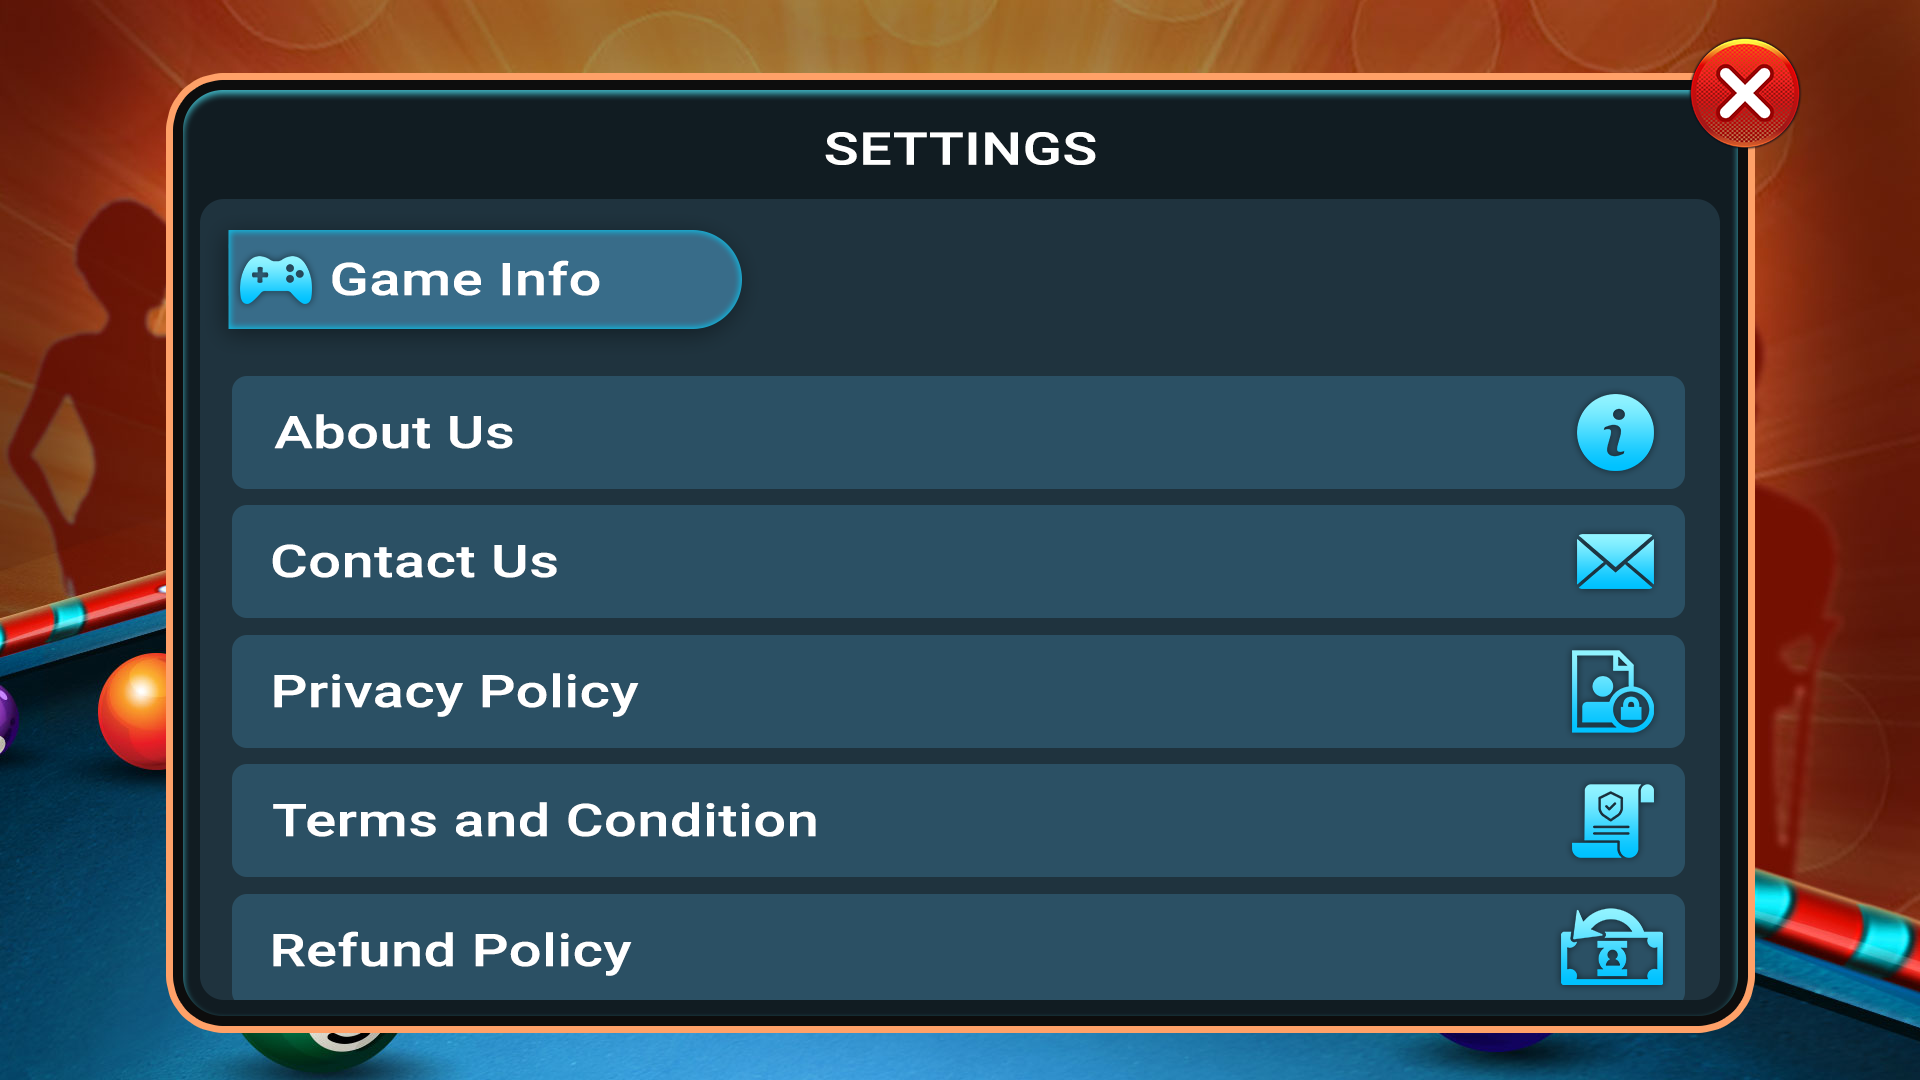 SETTINGS
Game Info
About Us
Contact Us
Privacy Policy
Terms and Condition
Refund Policy